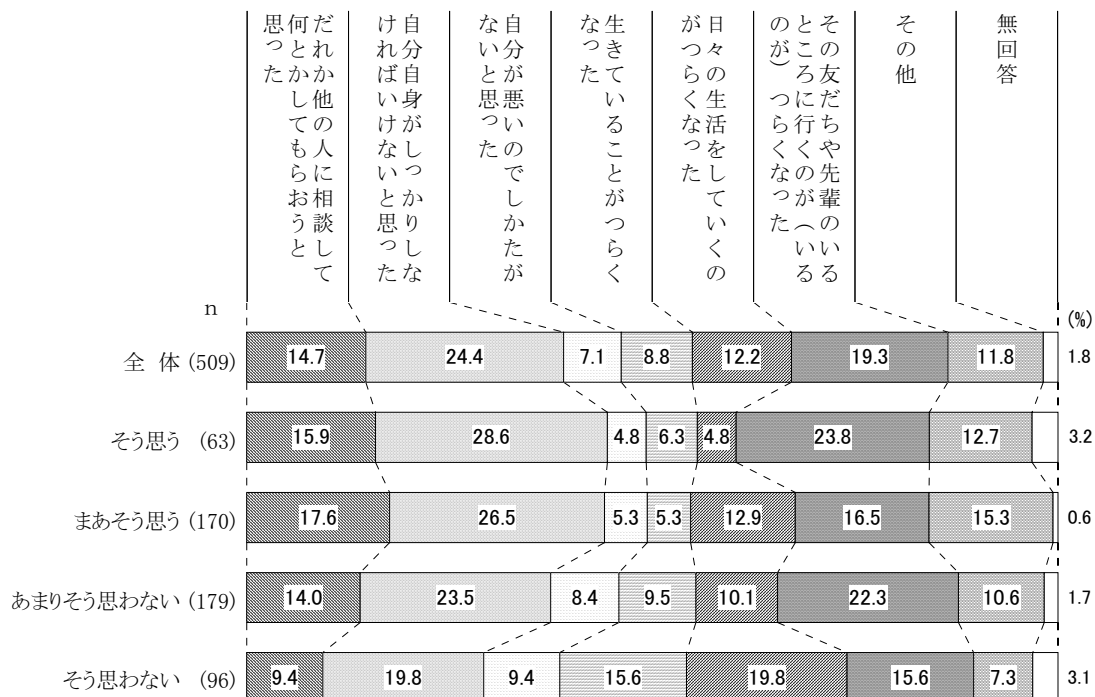 だれか他の人に相談して
何とかしてもらおうと
思った
自分自身がしっかりしな
ければいけないと思った
自分が悪いのでしかたが
ないと思った
生きていることがつらく
なった
日々の生活をしていくの
がつらくなった
その友だちや先輩のいる
ところに行くのが（いる
のが）つらくなった
その他
無回答
n
(%)
全 体 (509) 14.7 24.4 7.1 8.8 12.2 19.3 11.8 1.8
そう思う (63) 15.9 28.6 4.8 6.3 4.8 23.8 12.7 3.2
まあそう思う (170) 17.6 26.5 5.3 5.3 12.9 16.5 15.3 0.6
あまりそう思わない (179) 14.0 23.5 8.4 9.5 10.1 22.3 10.6 1.7
そう思わない (96) 9.4 19.8 9.4 15.6 19.8 15.6 7.3 3.1